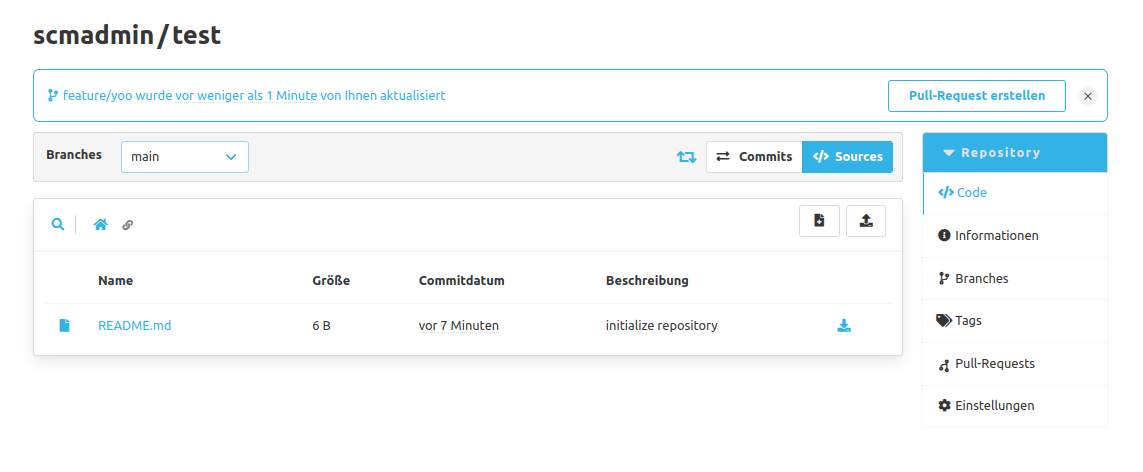 scmadmin/test
feature/yoo wurde vor weniger als 1 Minute von Ihnen aktualisiert
Pull-Request erstellen
Branches
main
Commits
Sources
Name Größe Commitdatum Beschreibung
README.md 6 B vor 7 Minuten initialize repository
Repository
Code
Informationen
Branches
Tags
Pull-Requests
Einstellungen